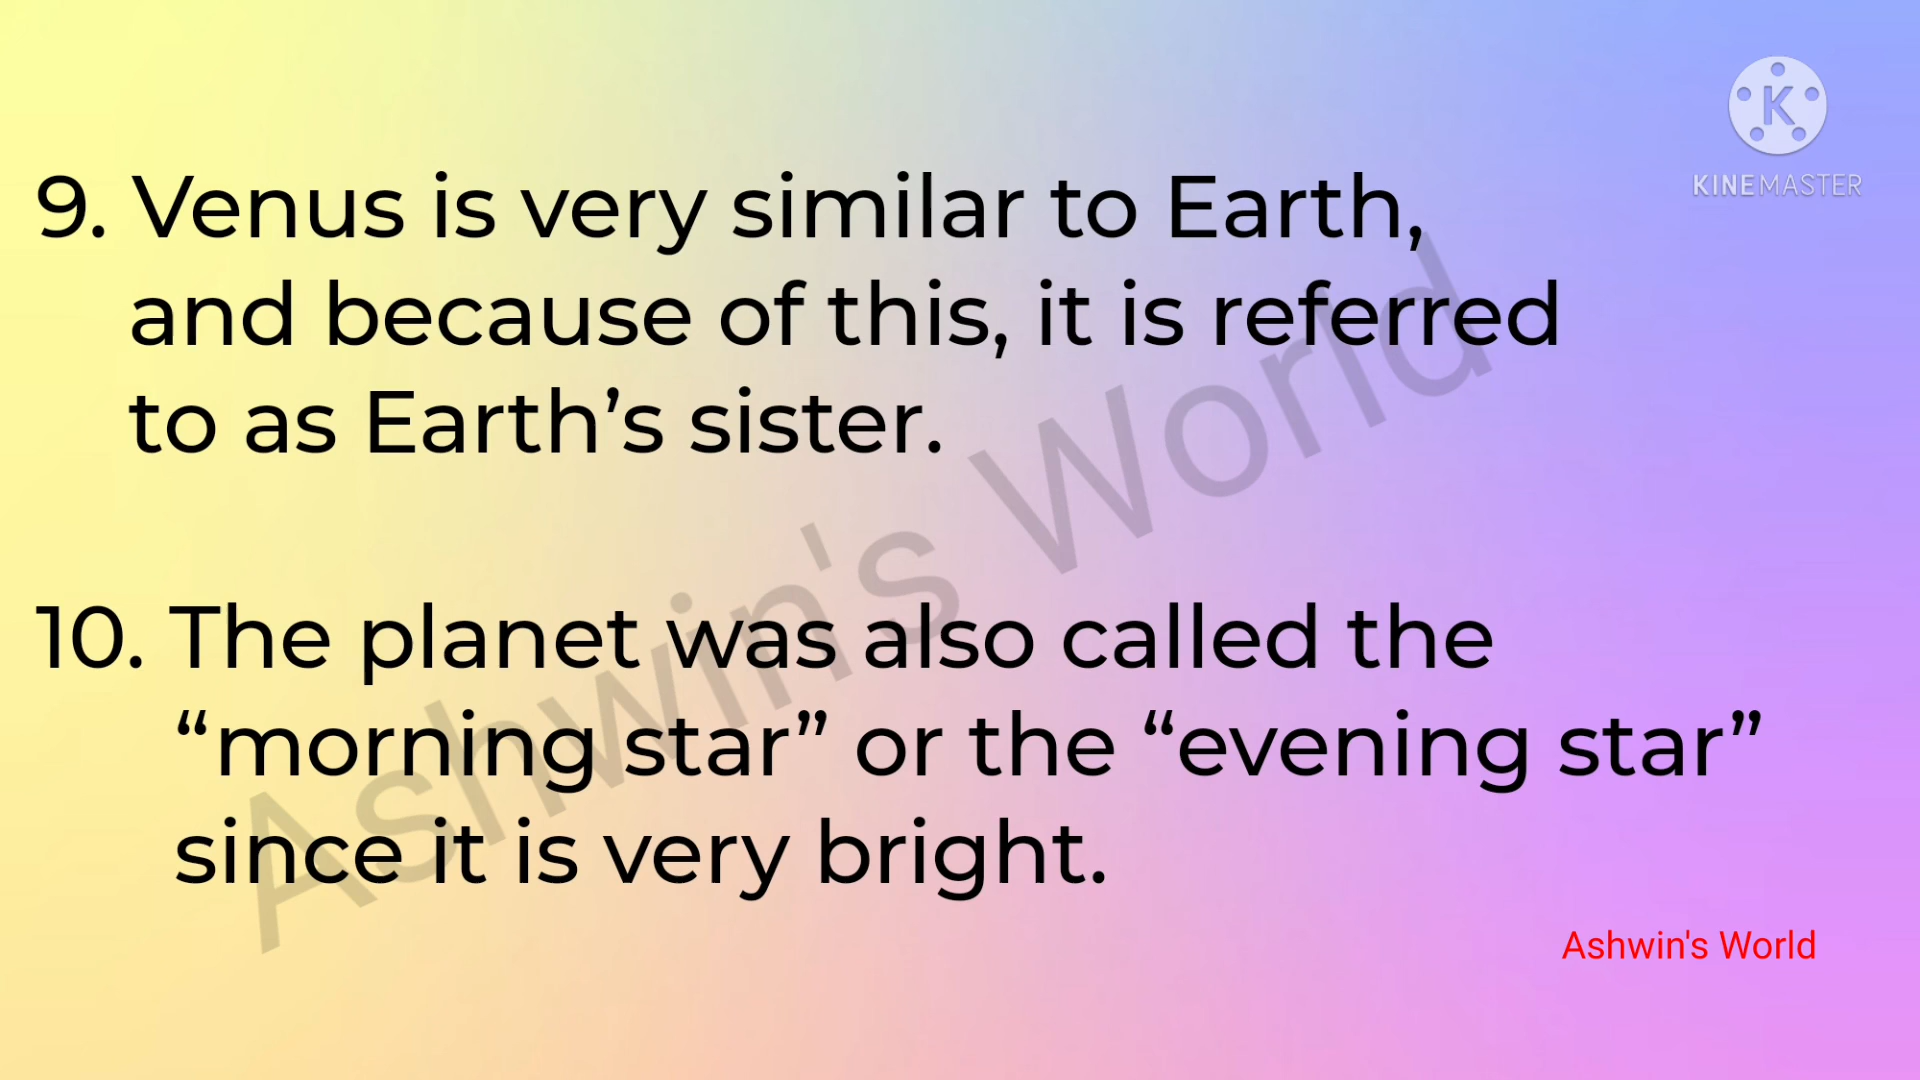 KINEMASTER
9. Venus is very similar to Earth,
and because of this, it is referred
to as Earth’s sister.
10. The planet was also called the
“morning star” or the “evening star”
since it is very bright.
Ashwin's World
Ashwin's World